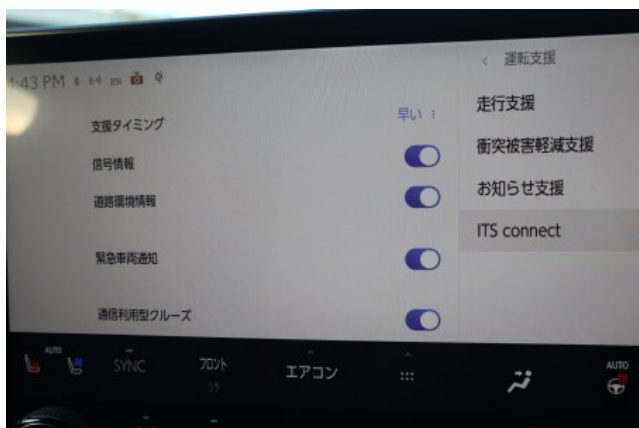 :43 PM
支援タイミング
早い
信号情報
道路環境情報
緊急車両通知
通信利用型クルーズ
運転支援
走行支援
衝突被害軽減支援
お知らせ支援
ITS connect
AUTO
SYNC
フロント
リヤ
エアコン
AUTO